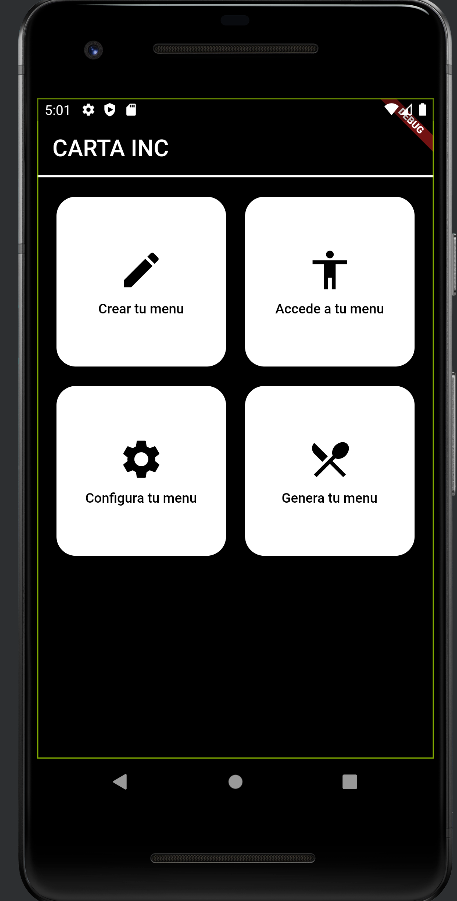 5:01
DEBUG
CARTA INC
Crear tu menu
Accede a tu menu
Configura tu menu
Genera tu menu